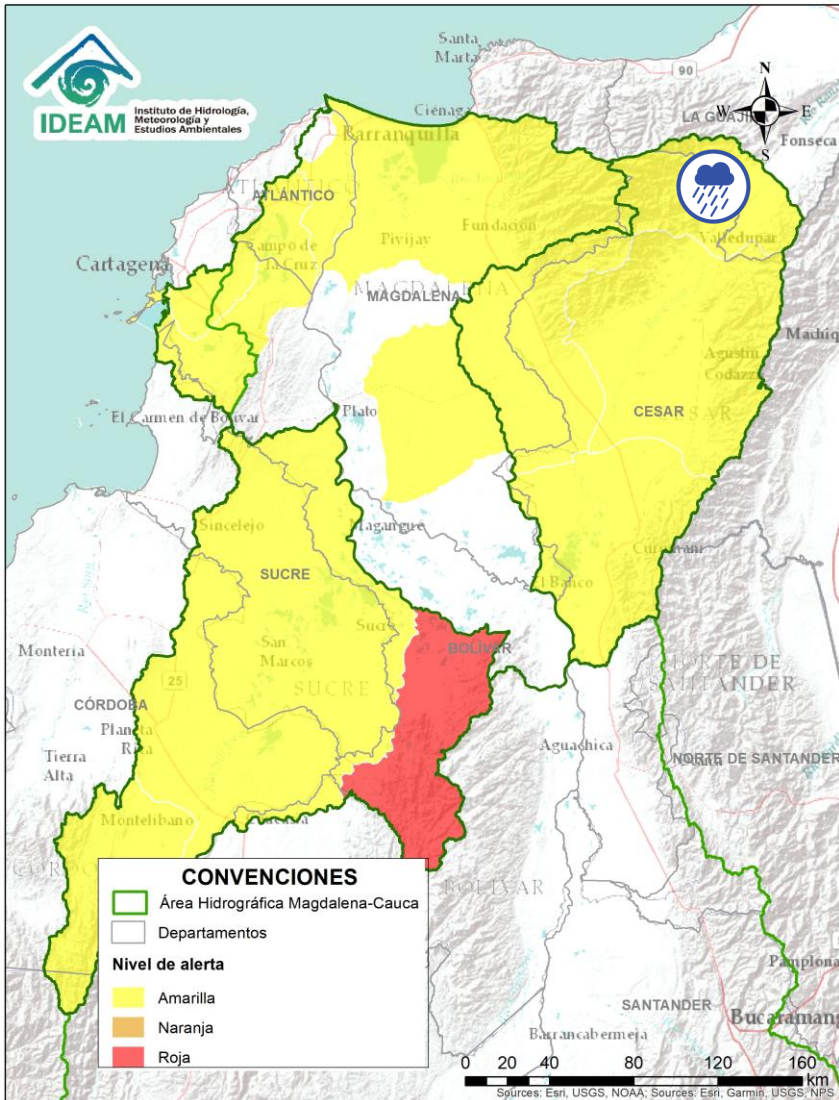 Santa
Marta
90
N
W
E
S
LA GUAJIR
Fonseca
IDEAM
Instituto de Hidrología,
Meteorología y
Estudios Ambientales
Ciénaga
Barranquilla
ATLÁNTICO
Fundación
Pivijay
Valledupar
Campo de
la Cruz
Cartagena
MAGDALENA
MAGDALENA
Agustín
Codazzi
El Carmen de Bolívar
Plato
CESAR
Sincelejo
Magangué
SUCRE
El Banco
Sucre
San
Marcos
BOLÍVAR
Montería
SUCRE
NORTE DE
SANTANDER
25
CÓRDOBA
Planeta
Rica
Tierra
Alta
Aguachica
NORTE DE SANTANDER
Montelíbano
BOLÍVAR
CONVENCIONES
Área Hidrográfica Magdalena-Cauca
Departamentos
Nivel de alerta
Amarilla
Naranja
Roja
Pamplona
SANTANDER
Bucaramang
Barrancabermeja
0 20 40 80 120 160
km
Sources: Esri, USGS, NOAA; Sources: Esri, Garmin, USGS, NPS